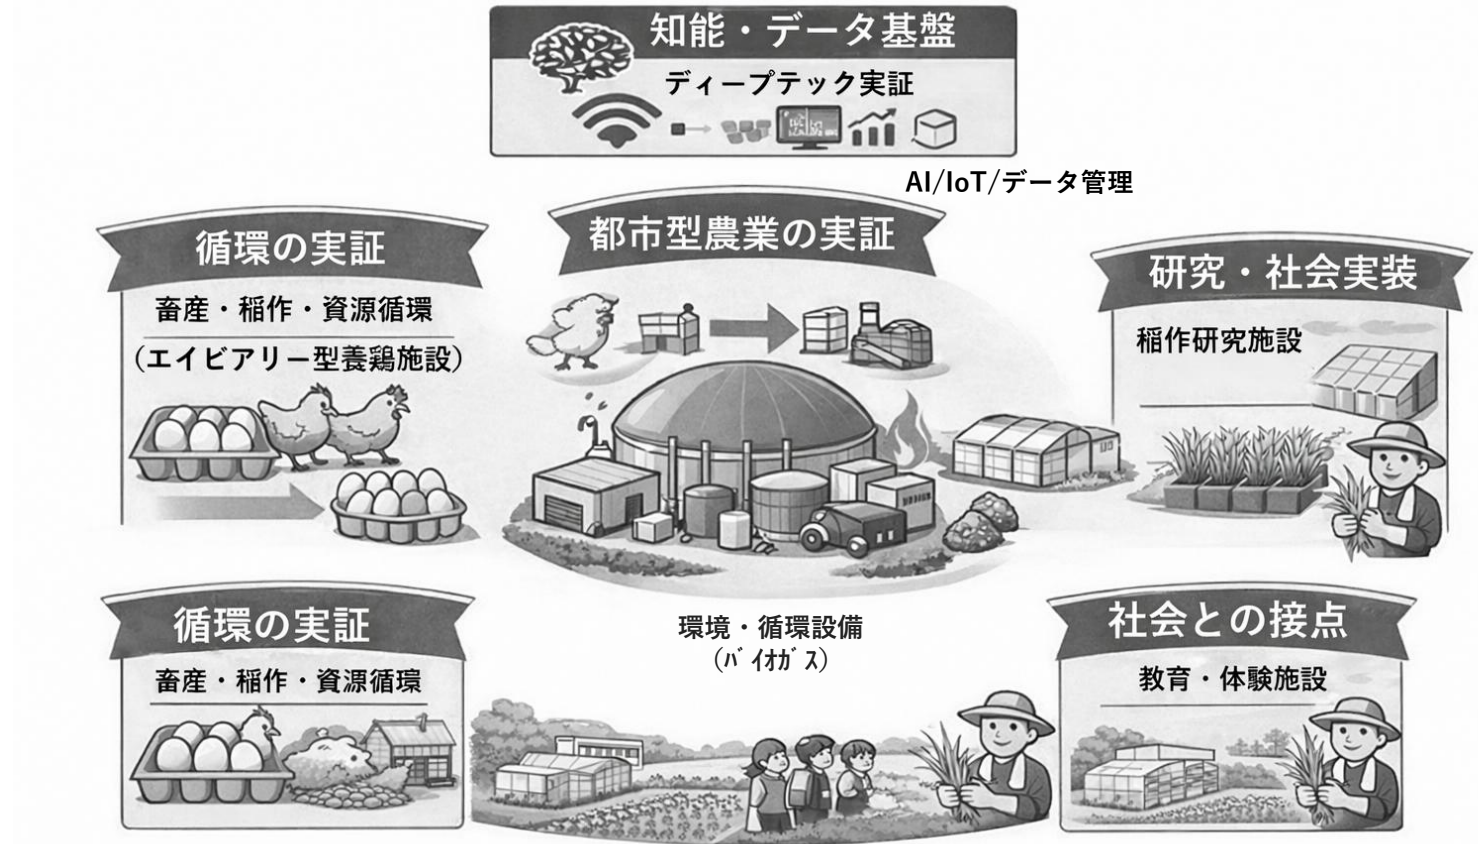 知能・データ基盤
ディープテック実証
AI/IoT/データ管理
循環の実証
畜産・稲作・資源循環
（エイビアリー型養鶏施設）
都市型農業の実証
研究・社会実装
稲作研究施設
環境・循環設備
（ﾊﾞｲｵｶﾞｽ）
循環の実証
畜産・稲作・資源循環
社会との接点
教育・体験施設